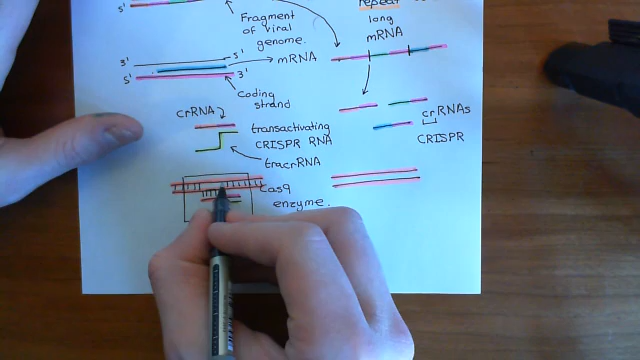 5'
Fragment
of viral
genome.
repeat
long
mRNA
3'
5'
mRNA
5'
3'
Coding
strand
crRNA
transactivating
CRISPR RNA
tracrRNA
crRNAs
CRISPR
Cas9
enzyme.